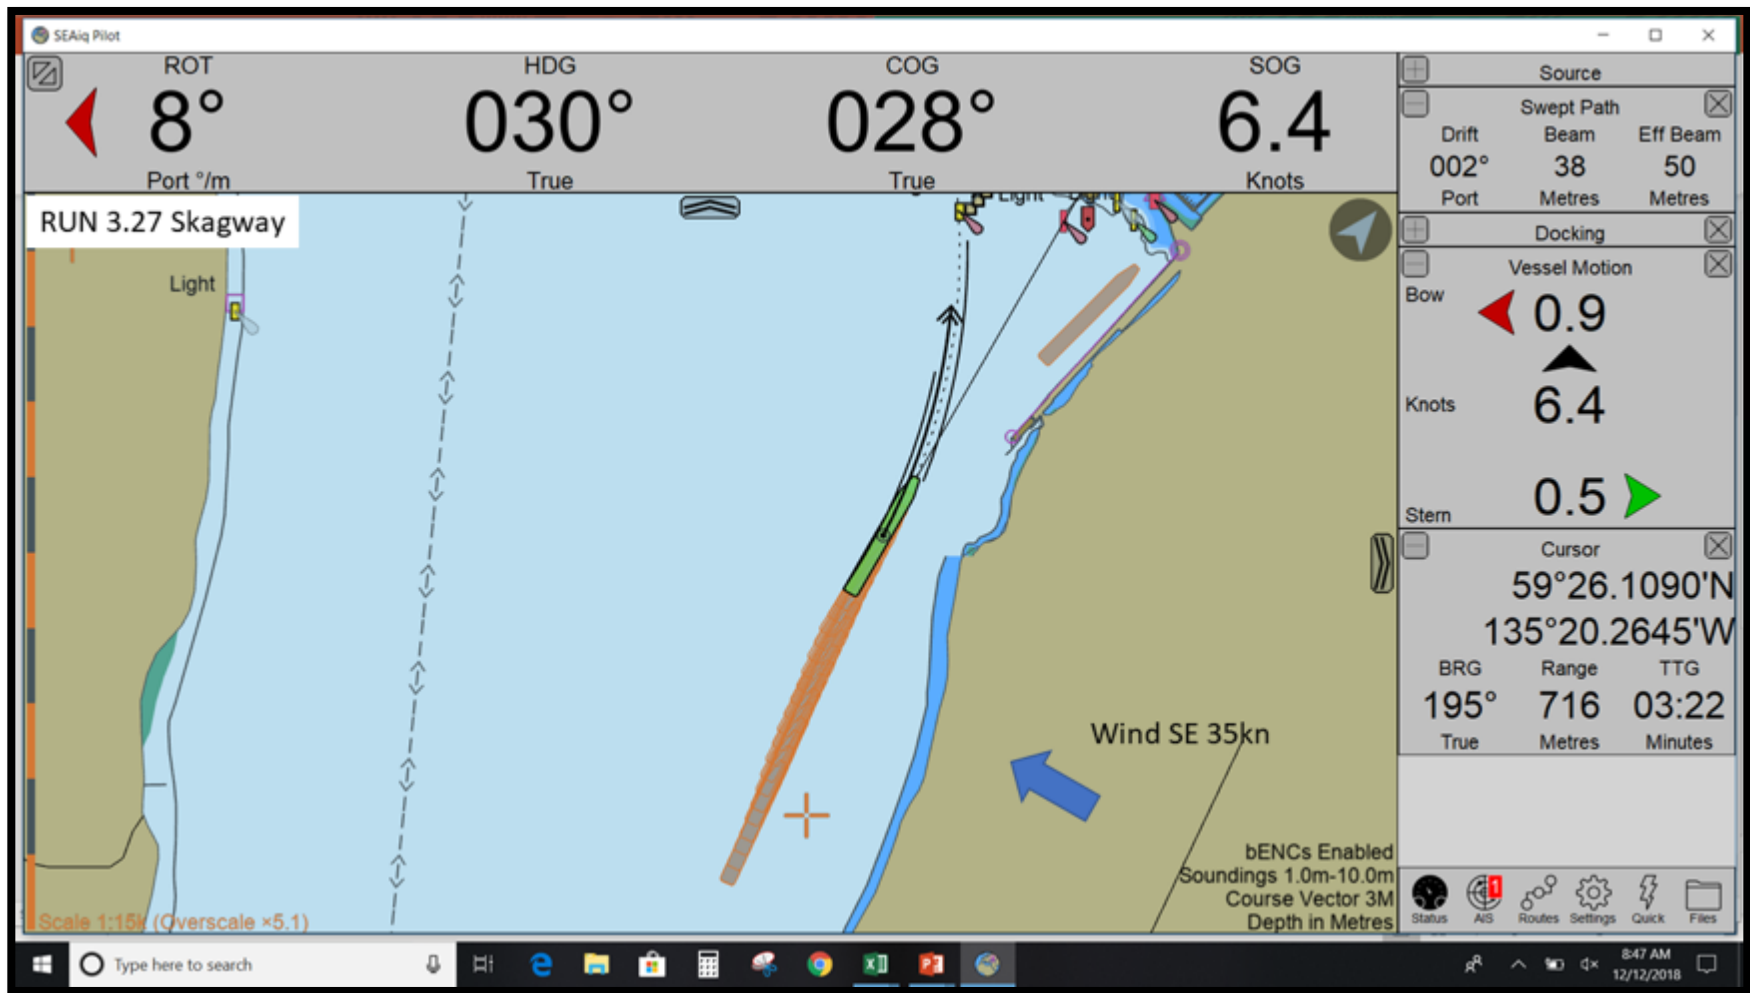 SEAiq Pilot
ROT HDG COG SOG
8° 030° 028° 6.4
Port °/m True True Knots
RUN 3.27 Skagway
Light
Light
Wind SE 35kn
bENCs Enabled
Soundings 1.0m-10.0m
Course Vector 3M
Depth in Metres
Scale 1:15k (Overscale ×5.1)
Source
Swept Path
Drift Beam Eff Beam
002° 38 50
Port Metres Metres
Docking
Vessel Motion
Bow 0.9
Knots 6.4
Stern 0.5
Cursor
59°26.1090'N
135°20.2645'W
BRG Range TTG
195° 716 03:22
True Metres Minutes
1
Status AIS Routes Settings Quick Files
Type here to search
8:47 AM
12/12/2018